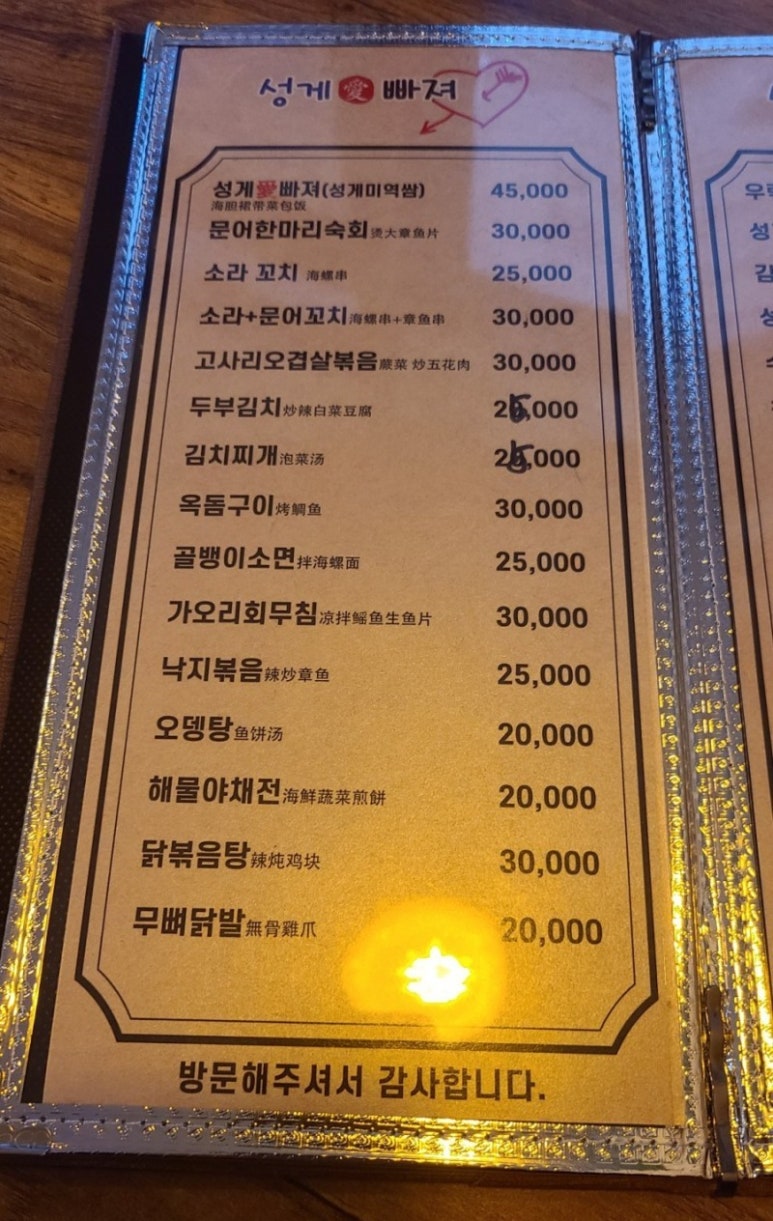 성게 愛 빠져
성게愛빠져(성게미역쌈) 45,000
海胆裙带菜包饭
문어한마리숙회烫大章鱼片 30,000
소라 꼬치 海螺串 25,000
소라+문어꼬치海螺串+章鱼串 30,000
고사리오겹살볶음蕨菜 炒五花肉 30,000
두부김치炒辣白菜豆腐 25,000
김치찌개泡菜汤 25,000
옥돔구이烤鲷鱼 30,000
골뱅이소면拌海螺面 25,000
가오리회무침凉拌鳐鱼生鱼片 30,000
낙지볶음辣炒章鱼 25,000
오뎅탕鱼饼汤 20,000
해물야채전海鮮蔬菜煎餅 20,000
닭볶음탕辣炖鸡块 30,000
무뼈닭발無骨雞爪 20,000
방문해주셔서 감사합니다.